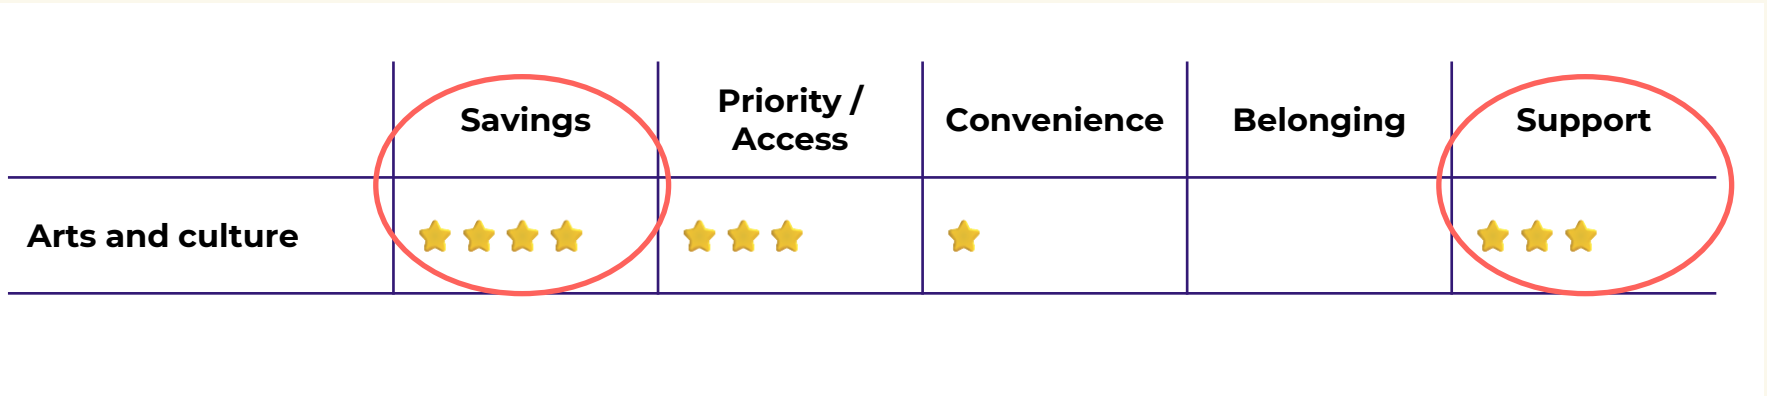 Savings
Priority /
Access
Convenience
Belonging
Support
Arts and culture